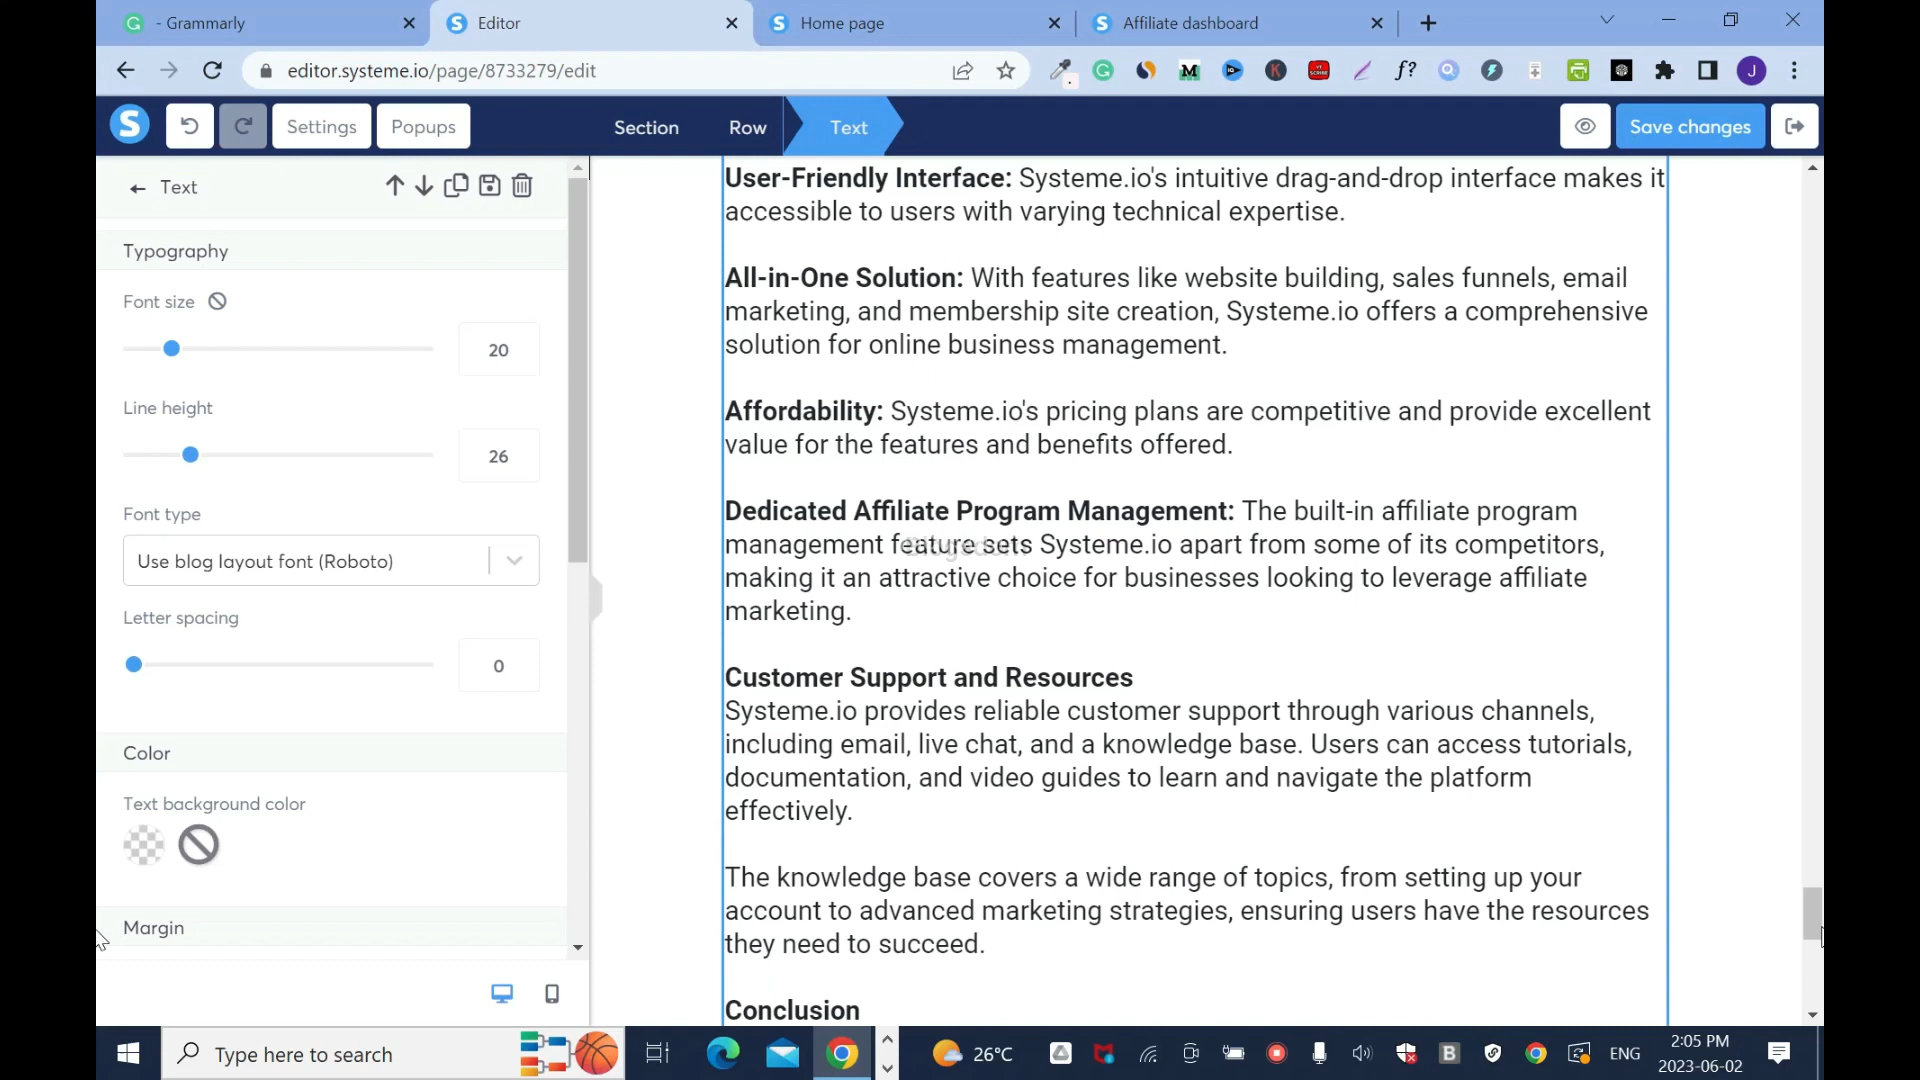 - Grammarly
Editor
Home page
Affiliate dashboard
editor.systeme.io/page/8733279/edit
S
Settings
Popups
Section
Row
Text
Save changes
Text
Typography
Font size
20
Line height
26
Font type
Use blog layout font (Roboto)
Letter spacing
0
Color
Text background color
Margin
User-Friendly Interface: Systeme.io's intuitive drag-and-drop interface makes it
accessible to users with varying technical expertise.
All-in-One Solution: With features like website building, sales funnels, email
marketing, and membership site creation, Systeme.io offers a comprehensive
solution for online business management.
Affordability: Systeme.io's pricing plans are competitive and provide excellent
value for the features and benefits offered.
Dedicated Affiliate Program Management: The built-in affiliate program
management feature sets Systeme.io apart from some of its competitors,
making it an attractive choice for businesses looking to leverage affiliate
marketing.
Customer Support and Resources
Systeme.io provides reliable customer support through various channels,
including email, live chat, and a knowledge base. Users can access tutorials,
documentation, and video guides to learn and navigate the platform
effectively.
The knowledge base covers a wide range of topics, from setting up your
account to advanced marketing strategies, ensuring users have the resources
they need to succeed.
Conclusion
Type here to search
26°C
ENG
2:05 PM
2023-06-02